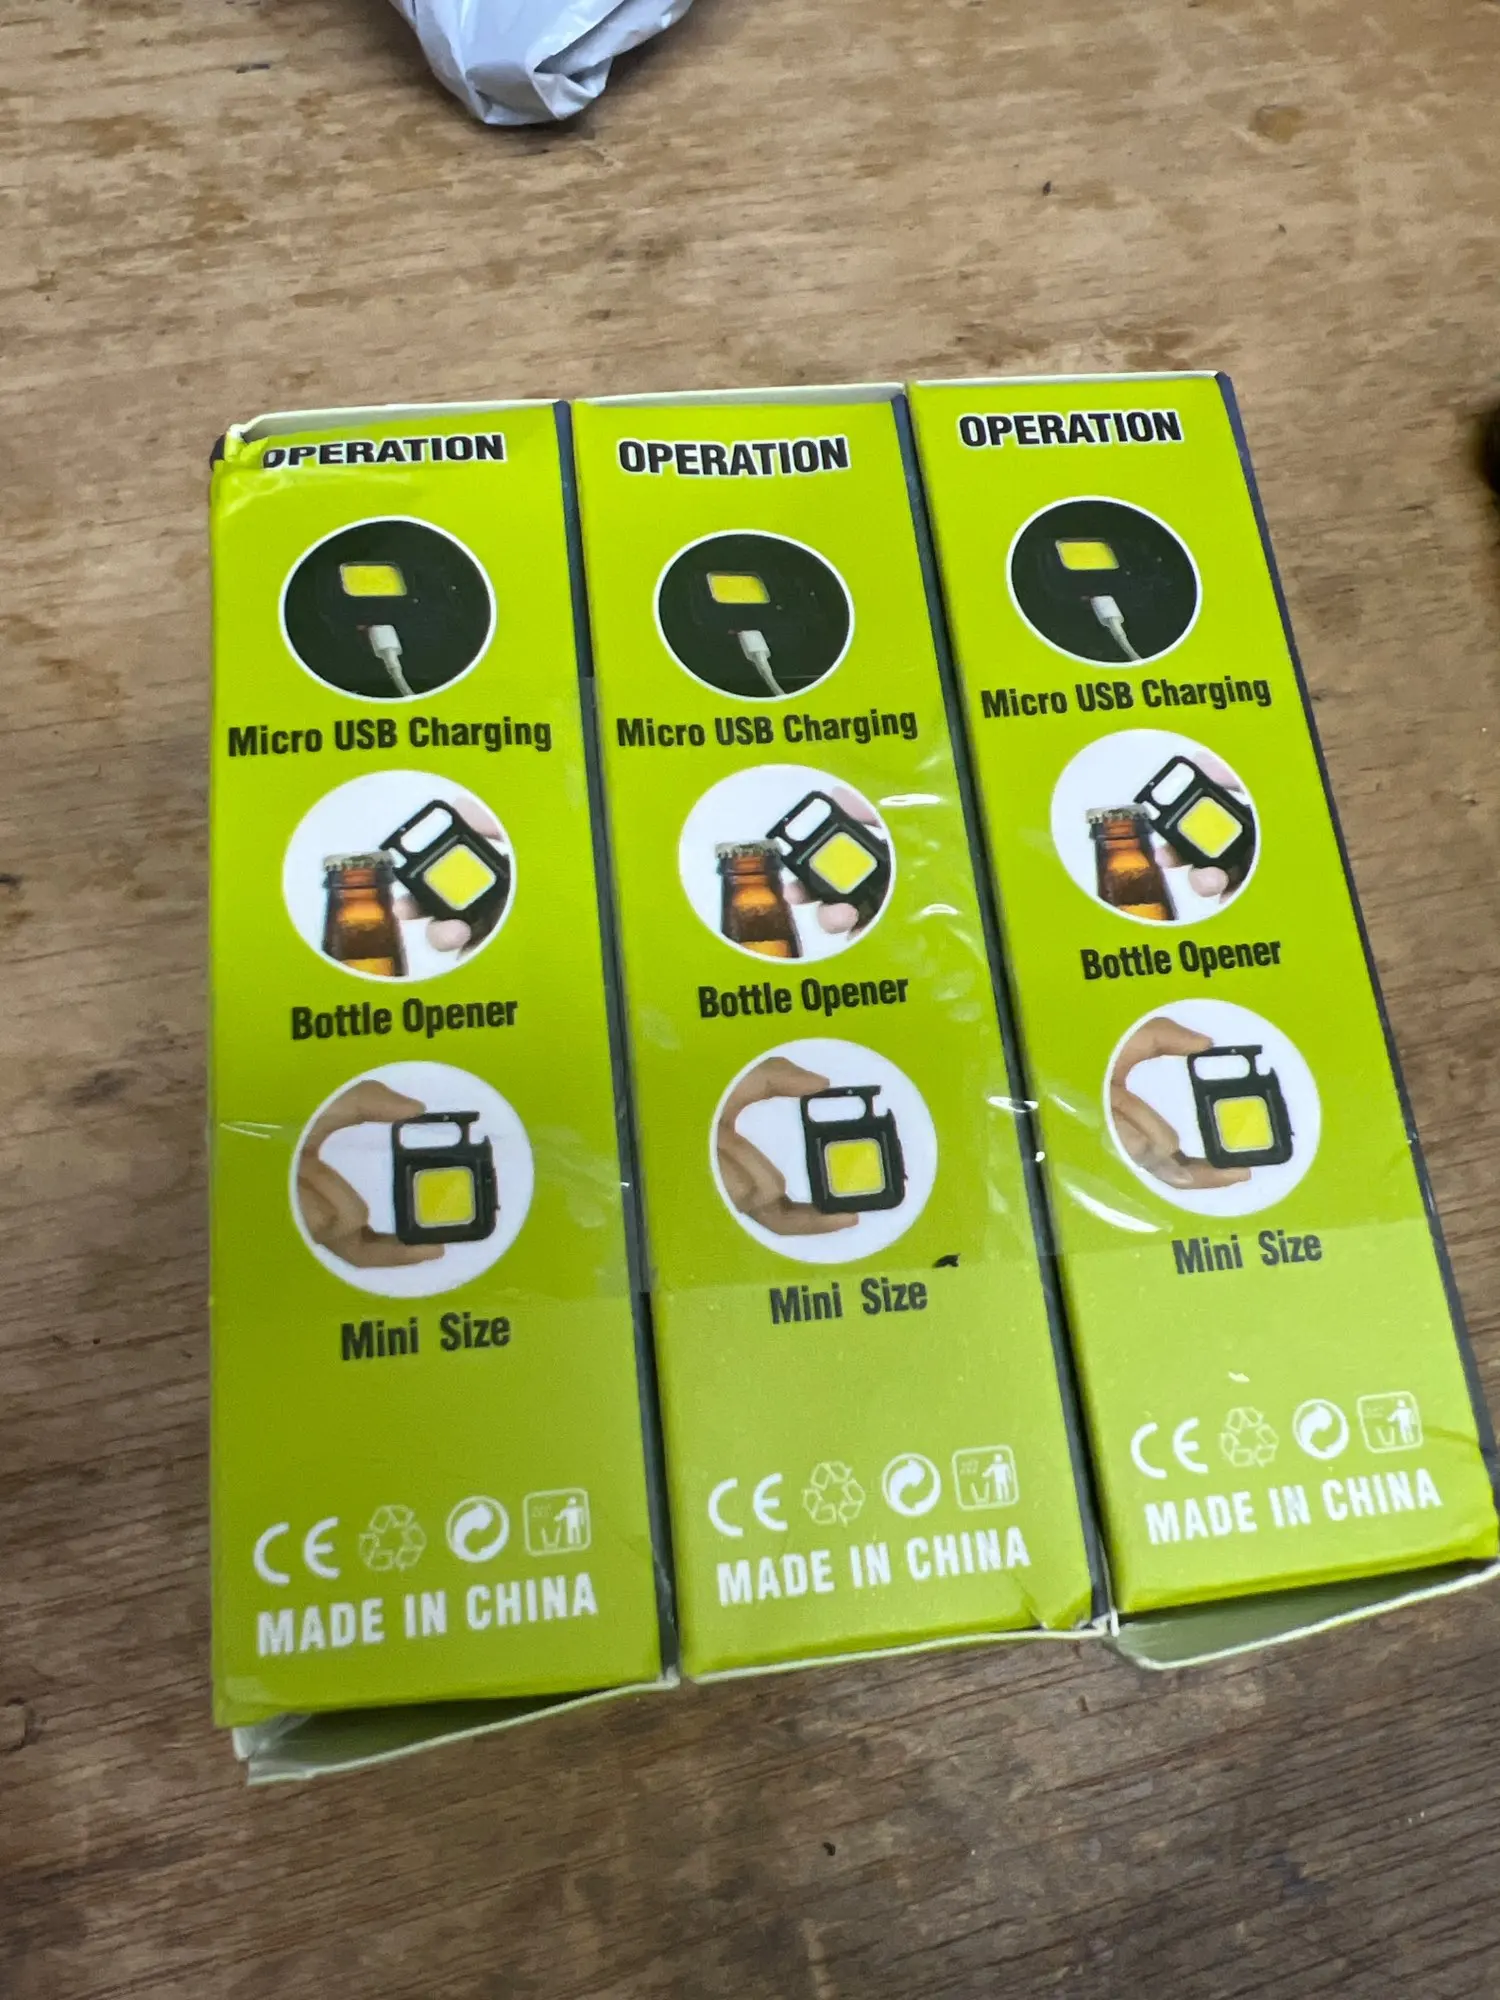 OPERATION
Micro USB Charging
Bottle Opener
Mini Size
CE
MADE IN CHINA
OPERATION
Micro USB Charging
Bottle Opener
Mini Size
CE
MADE IN CHINA
OPERATION
Micro USB Charging
Bottle Opener
Mini Size
CE
MADE IN CHINA